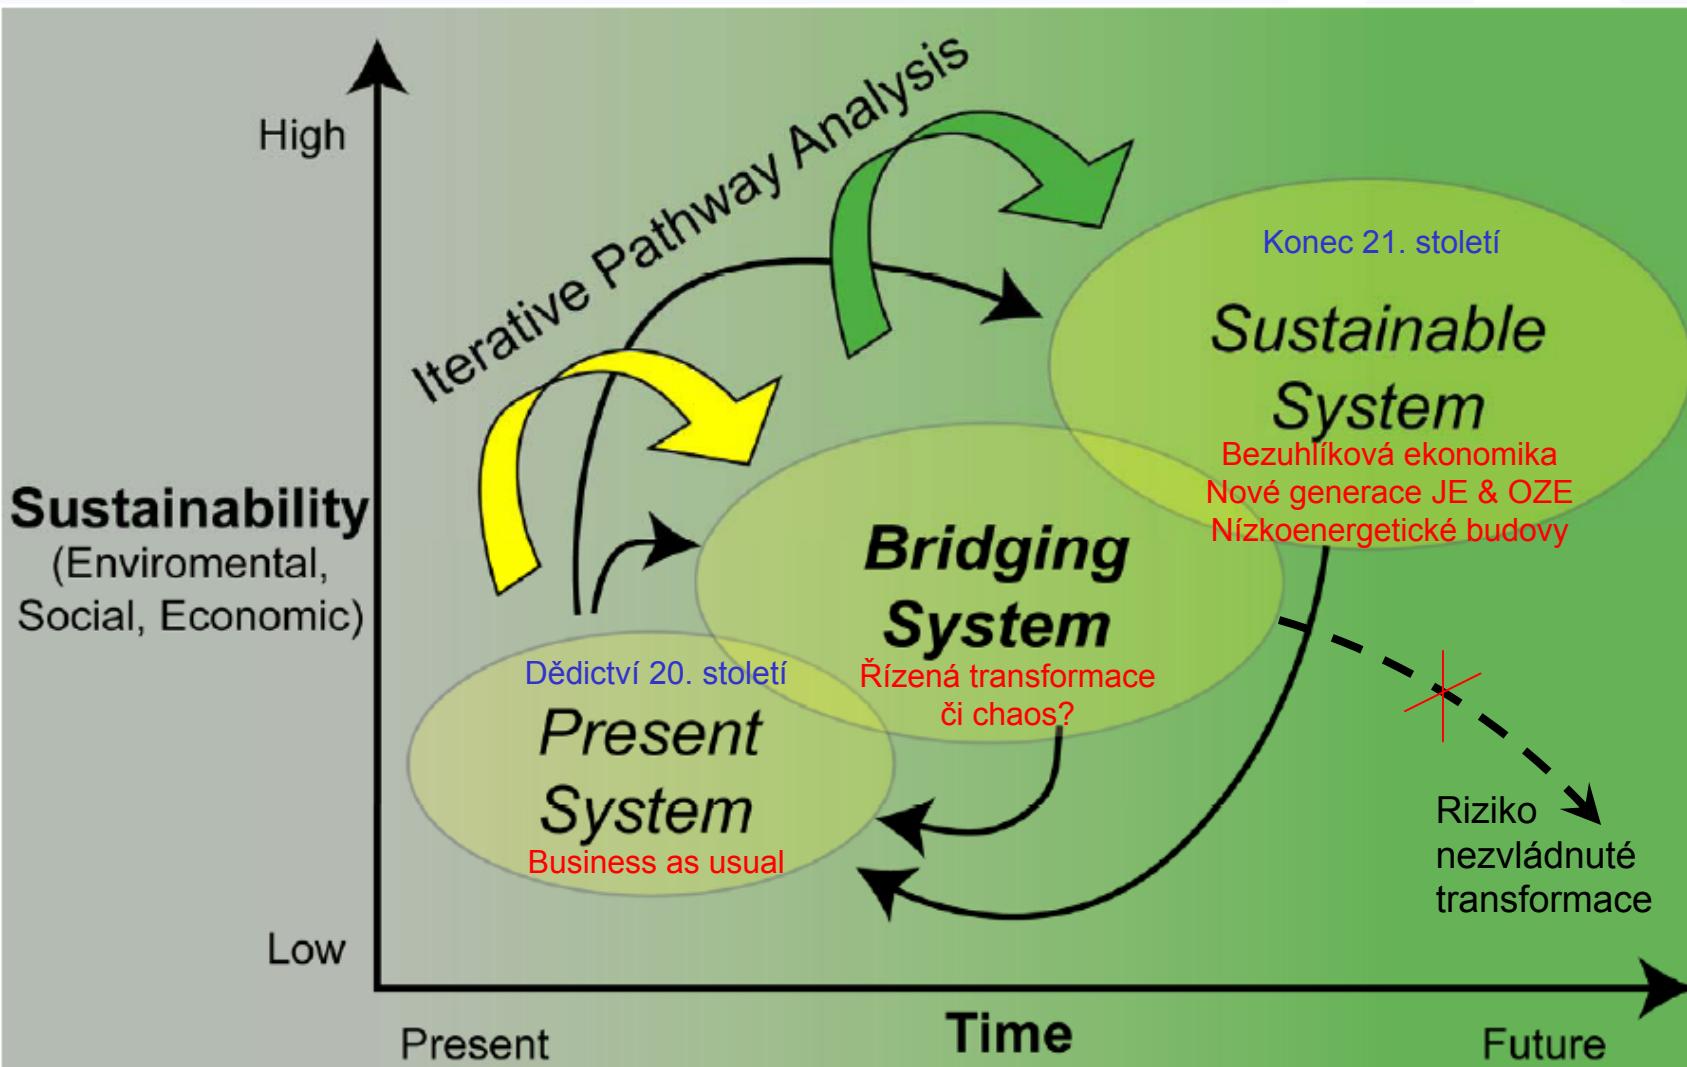 High
Iterative Pathway Analysis
Konec 21. století
Sustainable
System
Bezuhlíková ekonomika
Nové generace JE & OZE
Nízkoenergetické budovy
Sustainability
(Enviromental,
Social, Economic)
Bridging
System
Řízená transformace
či chaos?
Dědictví 20. století
Present
System
Business as usual
Riziko
nezvládnuté
transformace
Low
Present
Time
Future